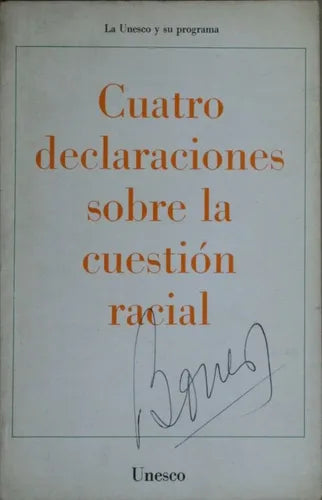 La Unesco y su programa
Cuatro
declaraciones
sobre la
cuestión
racial
Unesco